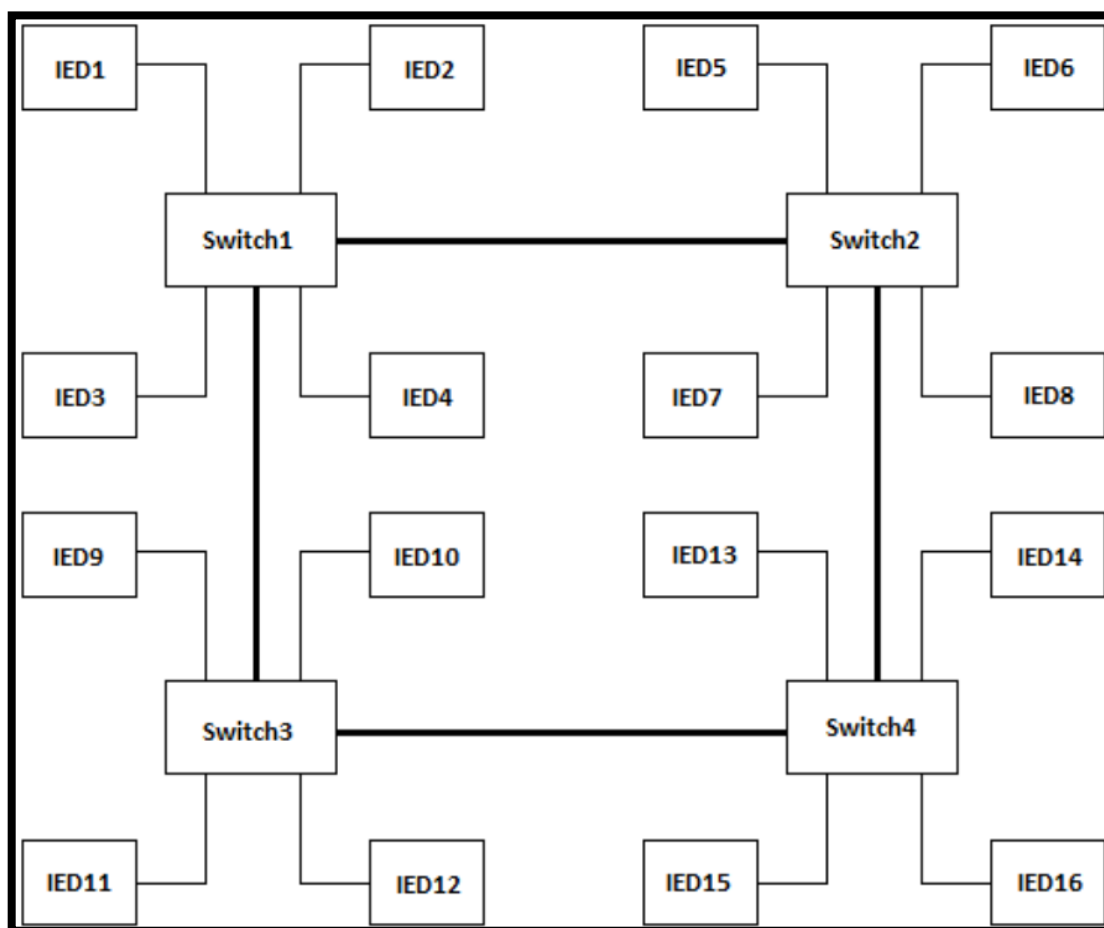 IED1
IED2
IED5
IED6
Switch1
Switch2
IED3
IED4
IED7
IED8
IED9
IED10
IED13
IED14
Switch3
Switch4
IED11
IED12
IED15
IED16